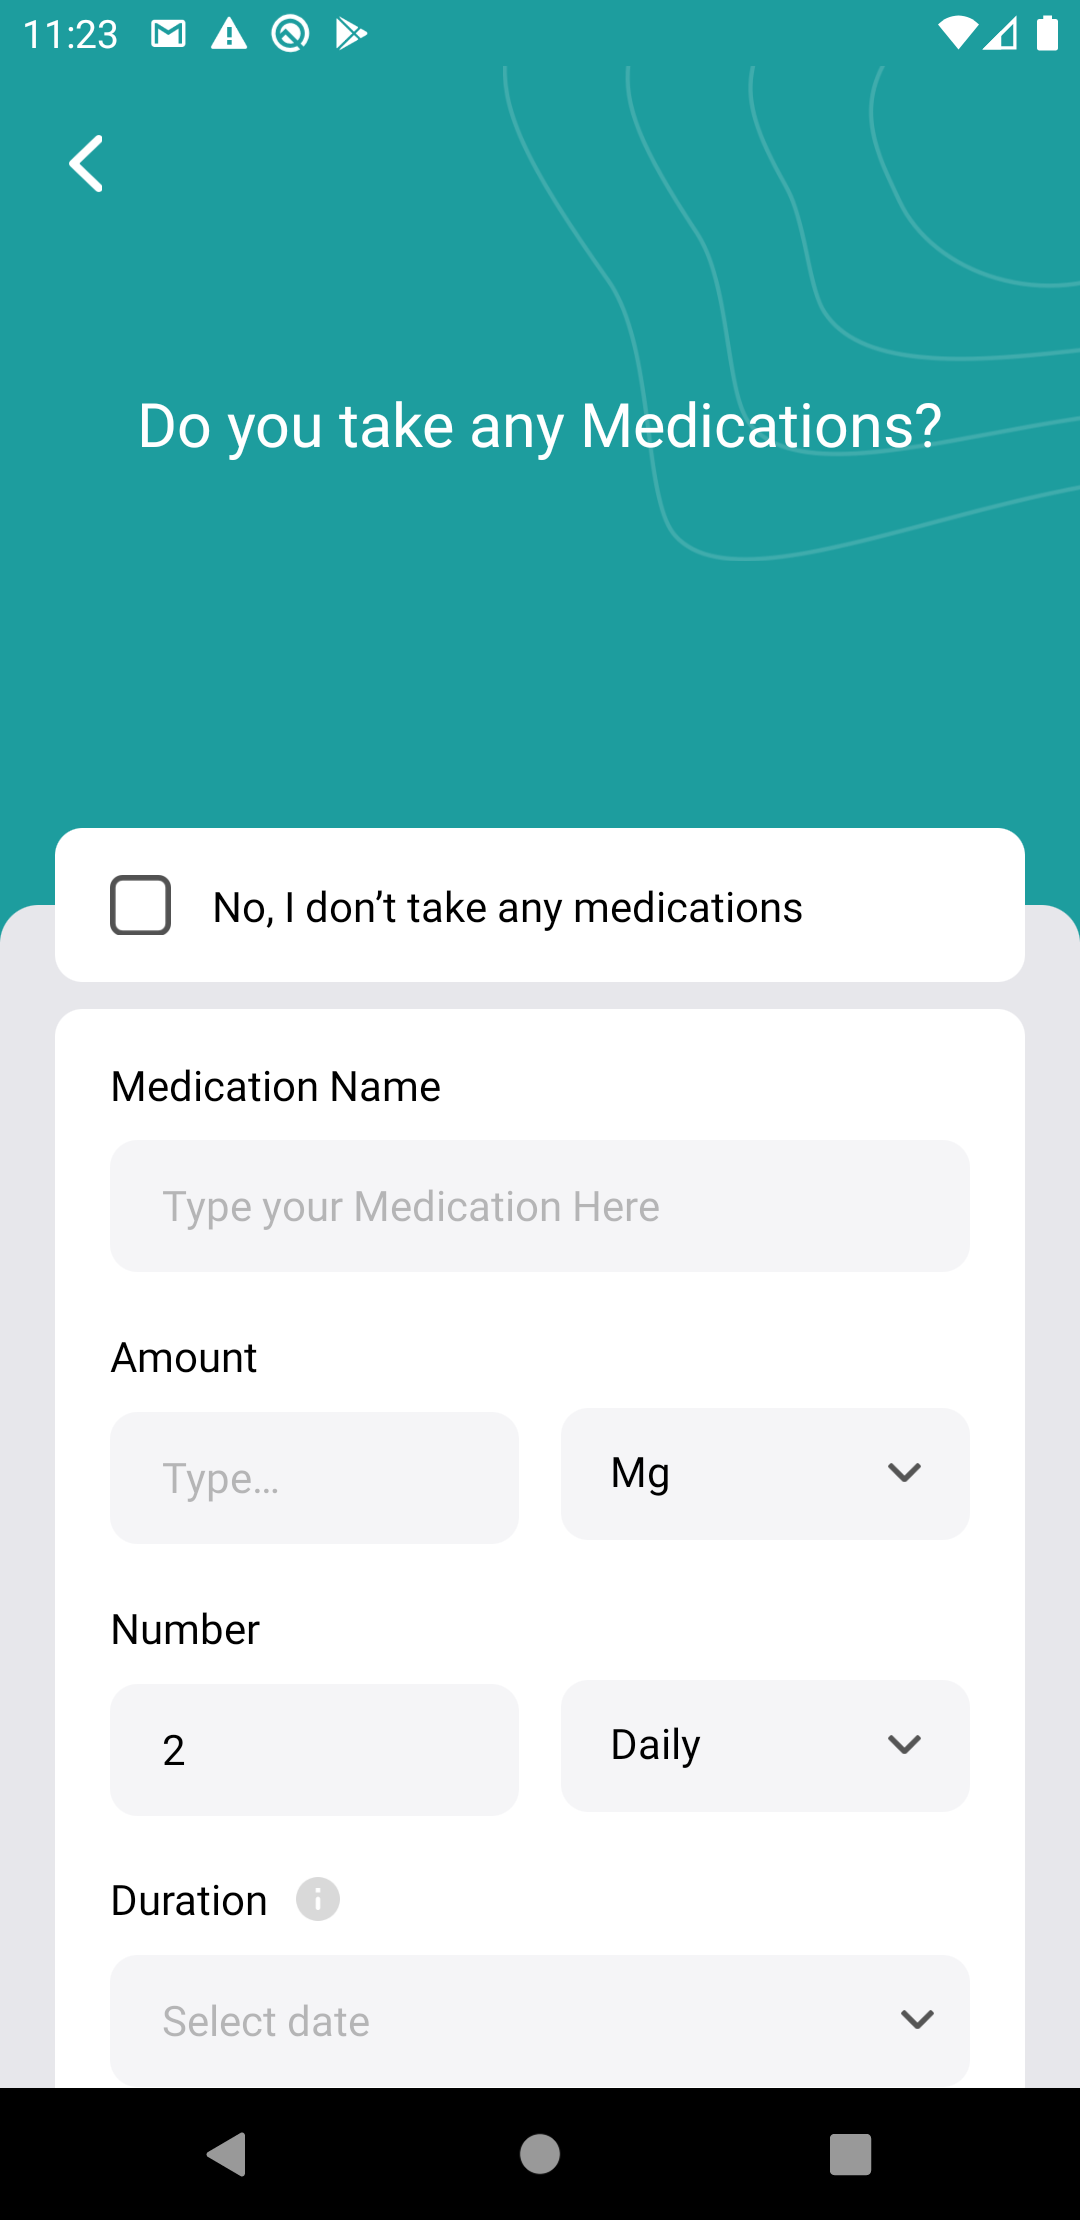 11:23
Do you take any Medications?
No, I don’t take any medications
Medication Name
Type your Medication Here
Amount
Type...
Mg
Number
2
Daily
Duration
Select date